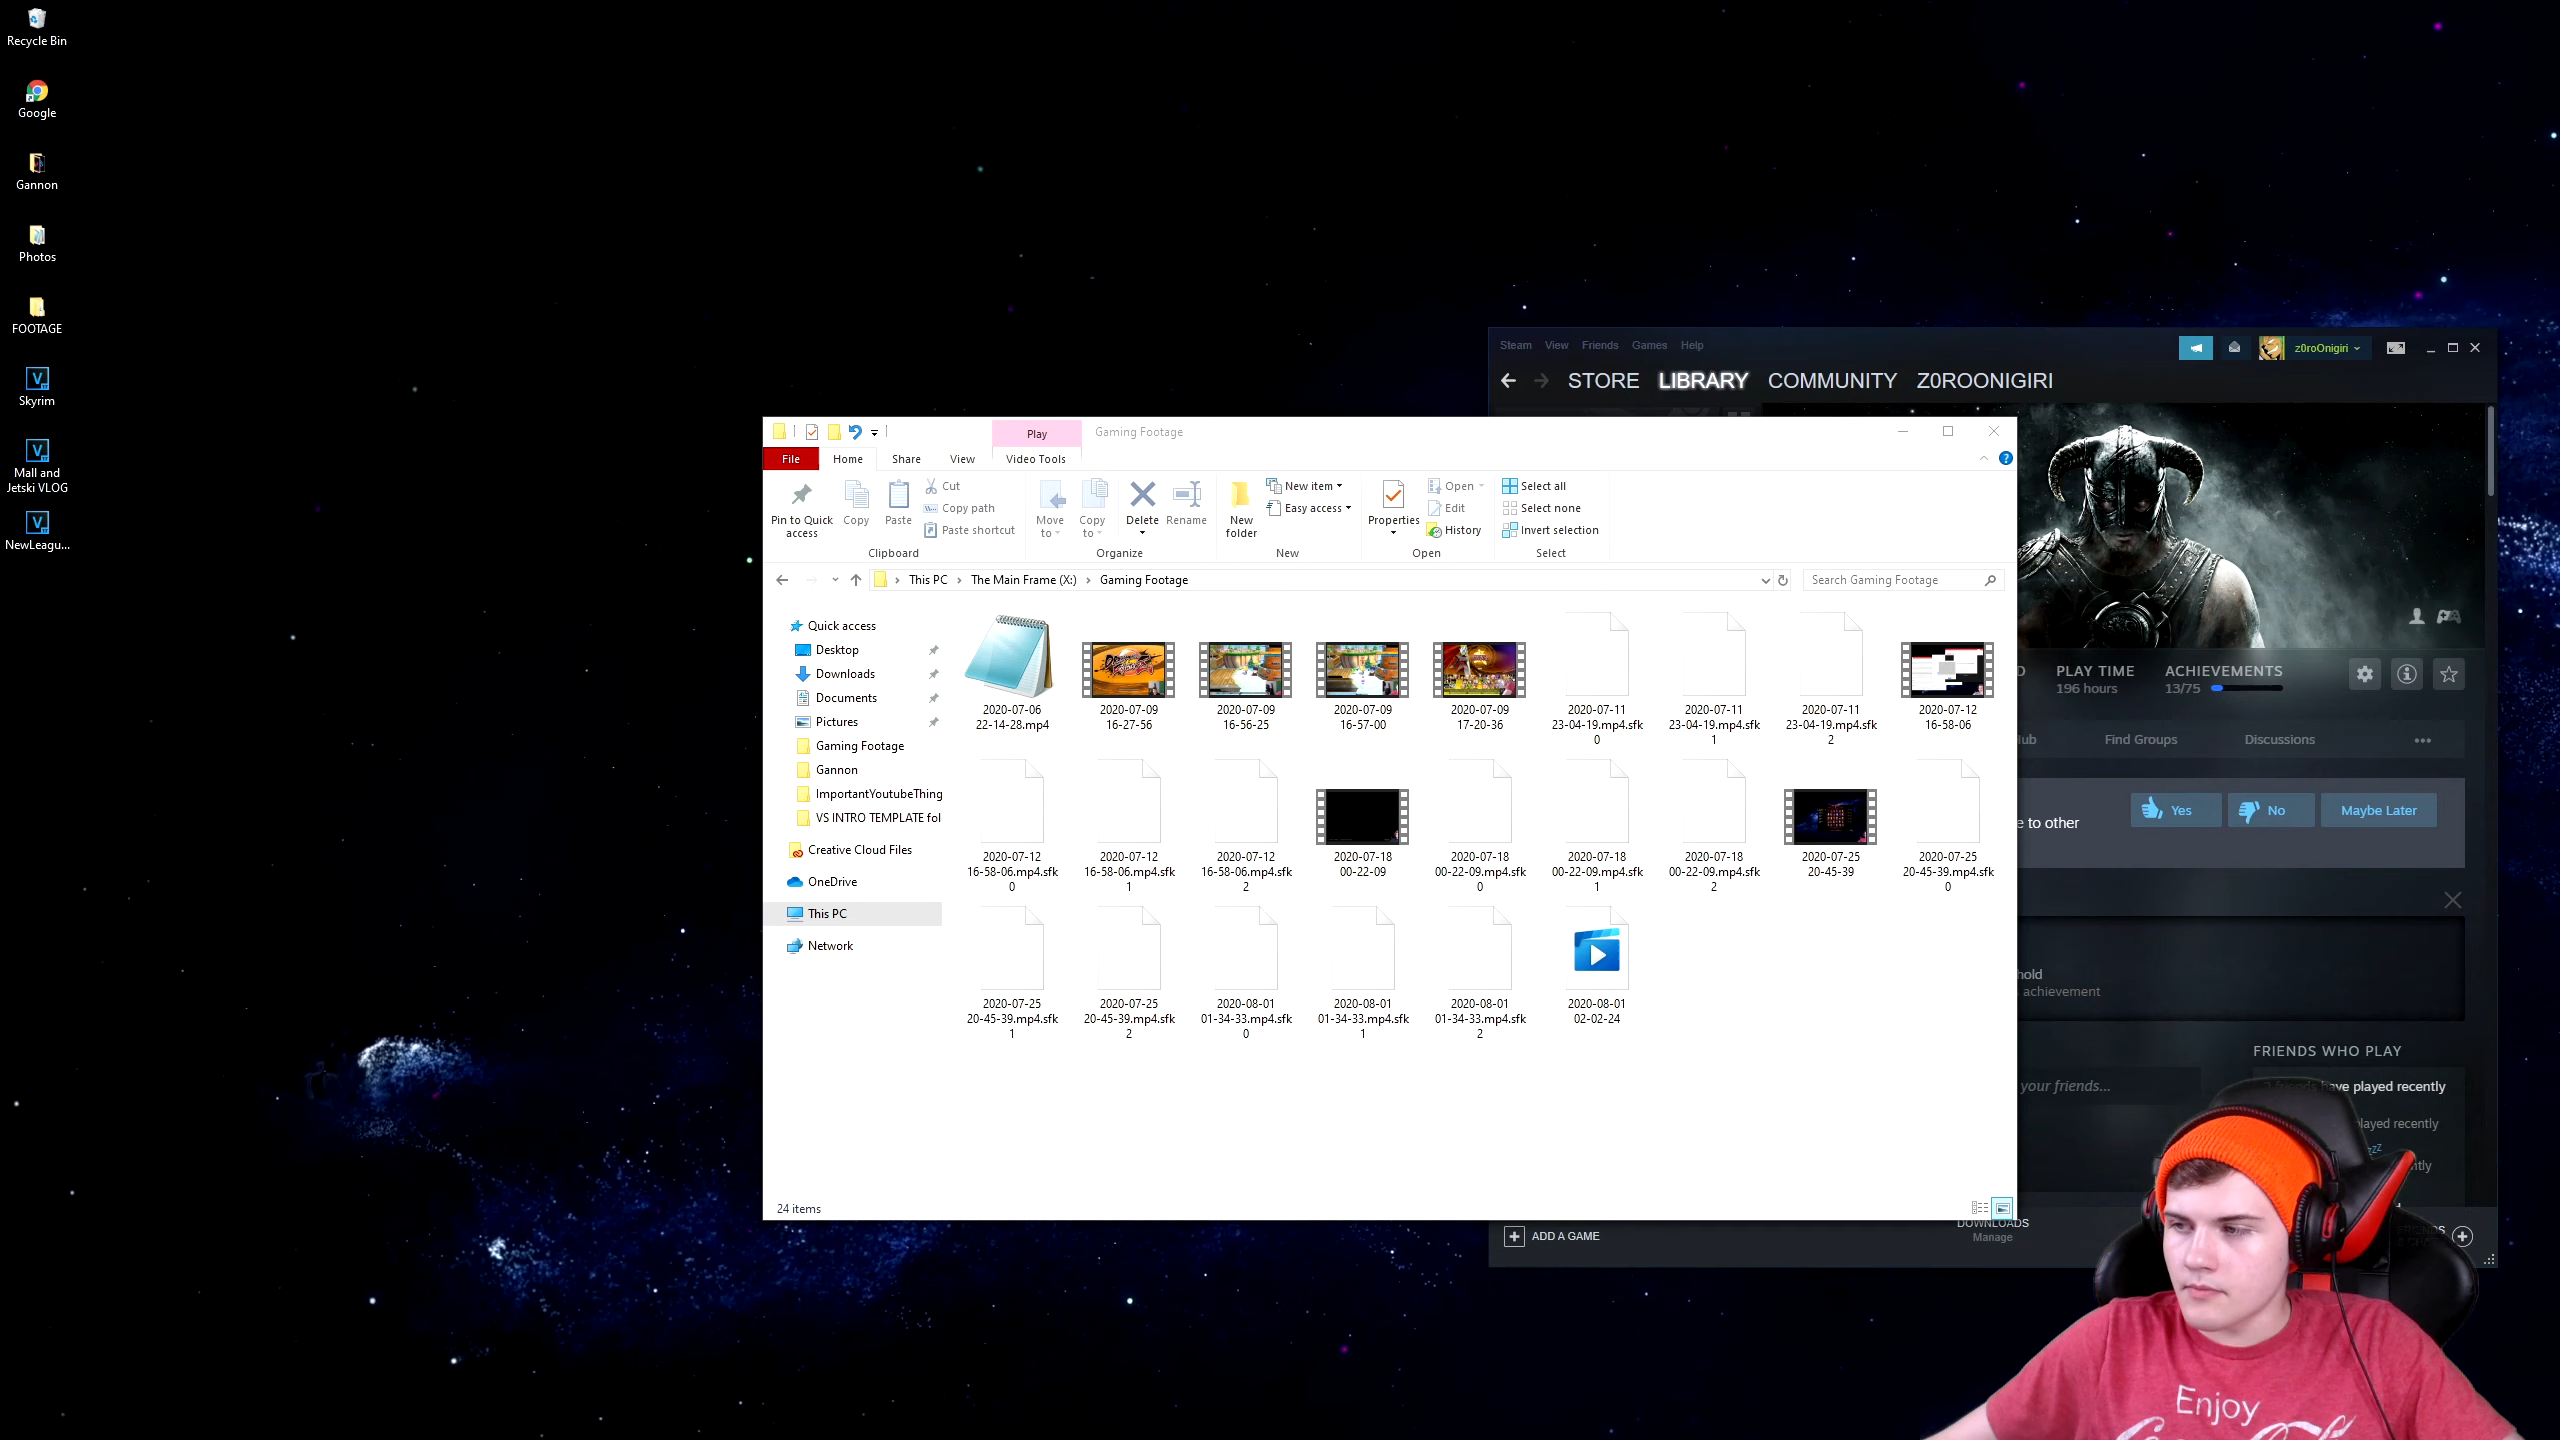 Recycle Bin
Google
Gannon
Photos
FOOTAGE
Skyrim
Mall and
Jetski VLOG
NewLeagu...
Steam View Friends Games Help
z0roOnigiri
STORE LIBRARY COMMUNITY Z0ROONIGIRI
Play
Gaming Footage
File Home Share View Video Tools
Pin to Quick
access
Copy
Paste
Cut
Copy path
Paste shortcut
Clipboard
Move
to
Copy
to
Delete
Rename
Organize
New
folder
New item
Easy access
New
Properties
Open
Edit
History
Open
Select all
Select none
Invert selection
Select
This PC > The Main Frame (X:) > Gaming Footage
Search Gaming Footage
Quick access
Desktop
Downloads
Documents
Pictures
Gaming Footage
Gannon
ImportantYoutubeThing
VS INTRO TEMPLATE fol
Creative Cloud Files
OneDrive
This PC
Network
2020-07-06
22-14-28.mp4
2020-07-09
16-27-56
2020-07-09
16-56-25
2020-07-09
16-57-00
2020-07-09
17-20-36
2020-07-11
23-04-19.mp4.sfk
0
2020-07-11
23-04-19.mp4.sfk
1
2020-07-11
23-04-19.mp4.sfk
2
2020-07-12
16-58-06
2020-07-12
16-58-06.mp4.sfk
0
2020-07-12
16-58-06.mp4.sfk
1
2020-07-12
16-58-06.mp4.sfk
2
2020-07-18
00-22-09
2020-07-18
00-22-09.mp4.sfk
0
2020-07-18
00-22-09.mp4.sfk
1
2020-07-18
00-22-09.mp4.sfk
2
2020-07-25
20-45-39
2020-07-25
20-45-39.mp4.sfk
0
2020-07-25
20-45-39.mp4.sfk
1
2020-07-25
20-45-39.mp4.sfk
2
2020-08-01
01-34-33.mp4.sfk
0
2020-08-01
01-34-33.mp4.sfk
1
2020-08-01
01-34-33.mp4.sfk
2
2020-08-01
02-02-24
24 items
PLAY TIME
196 hours
ACHIEVEMENTS
13/75
Find Groups
Discussions
e to other
Yes
No
Maybe Later
hold
achievement
FRIENDS WHO PLAY
your friends...
have played recently
played recently
ADD A GAME
DOWNLOADS
Manage
Enjoy